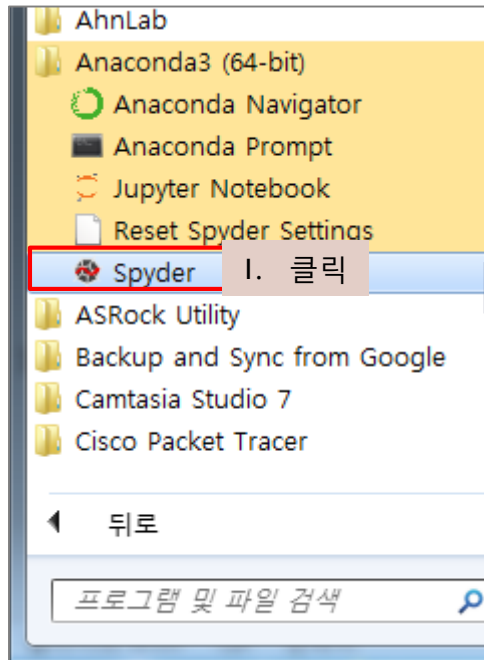 AhnLab
Anaconda3 (64-bit)
Anaconda Navigator
Anaconda Prompt
Jupyter Notebook
Reset Spyder Settings
Spyder
1. 클릭
ASRock Utility
Backup and Sync from Google
Camtasia Studio 7
Cisco Packet Tracer
뒤로
프로그램 및 파일 검색